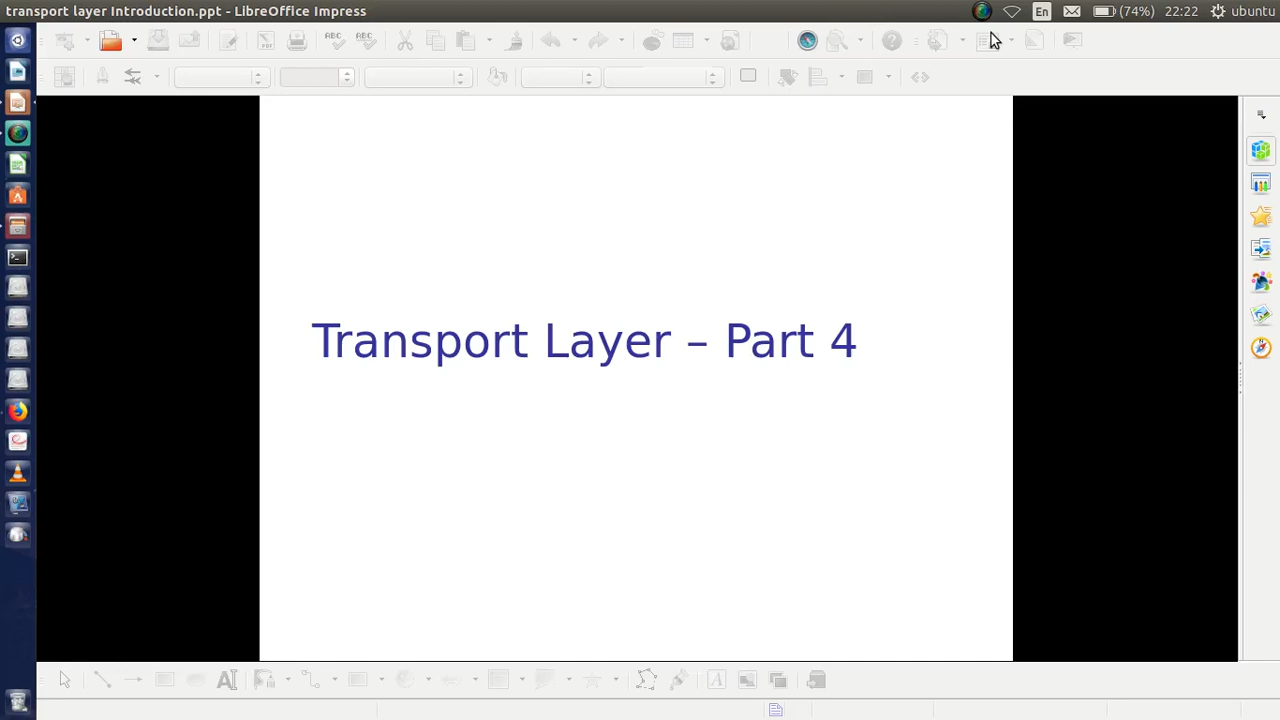 transport layer Introduction.ppt - LibreOffice Impress
En
(74%)
22:22
ubuntu
Transport Layer – Part 4